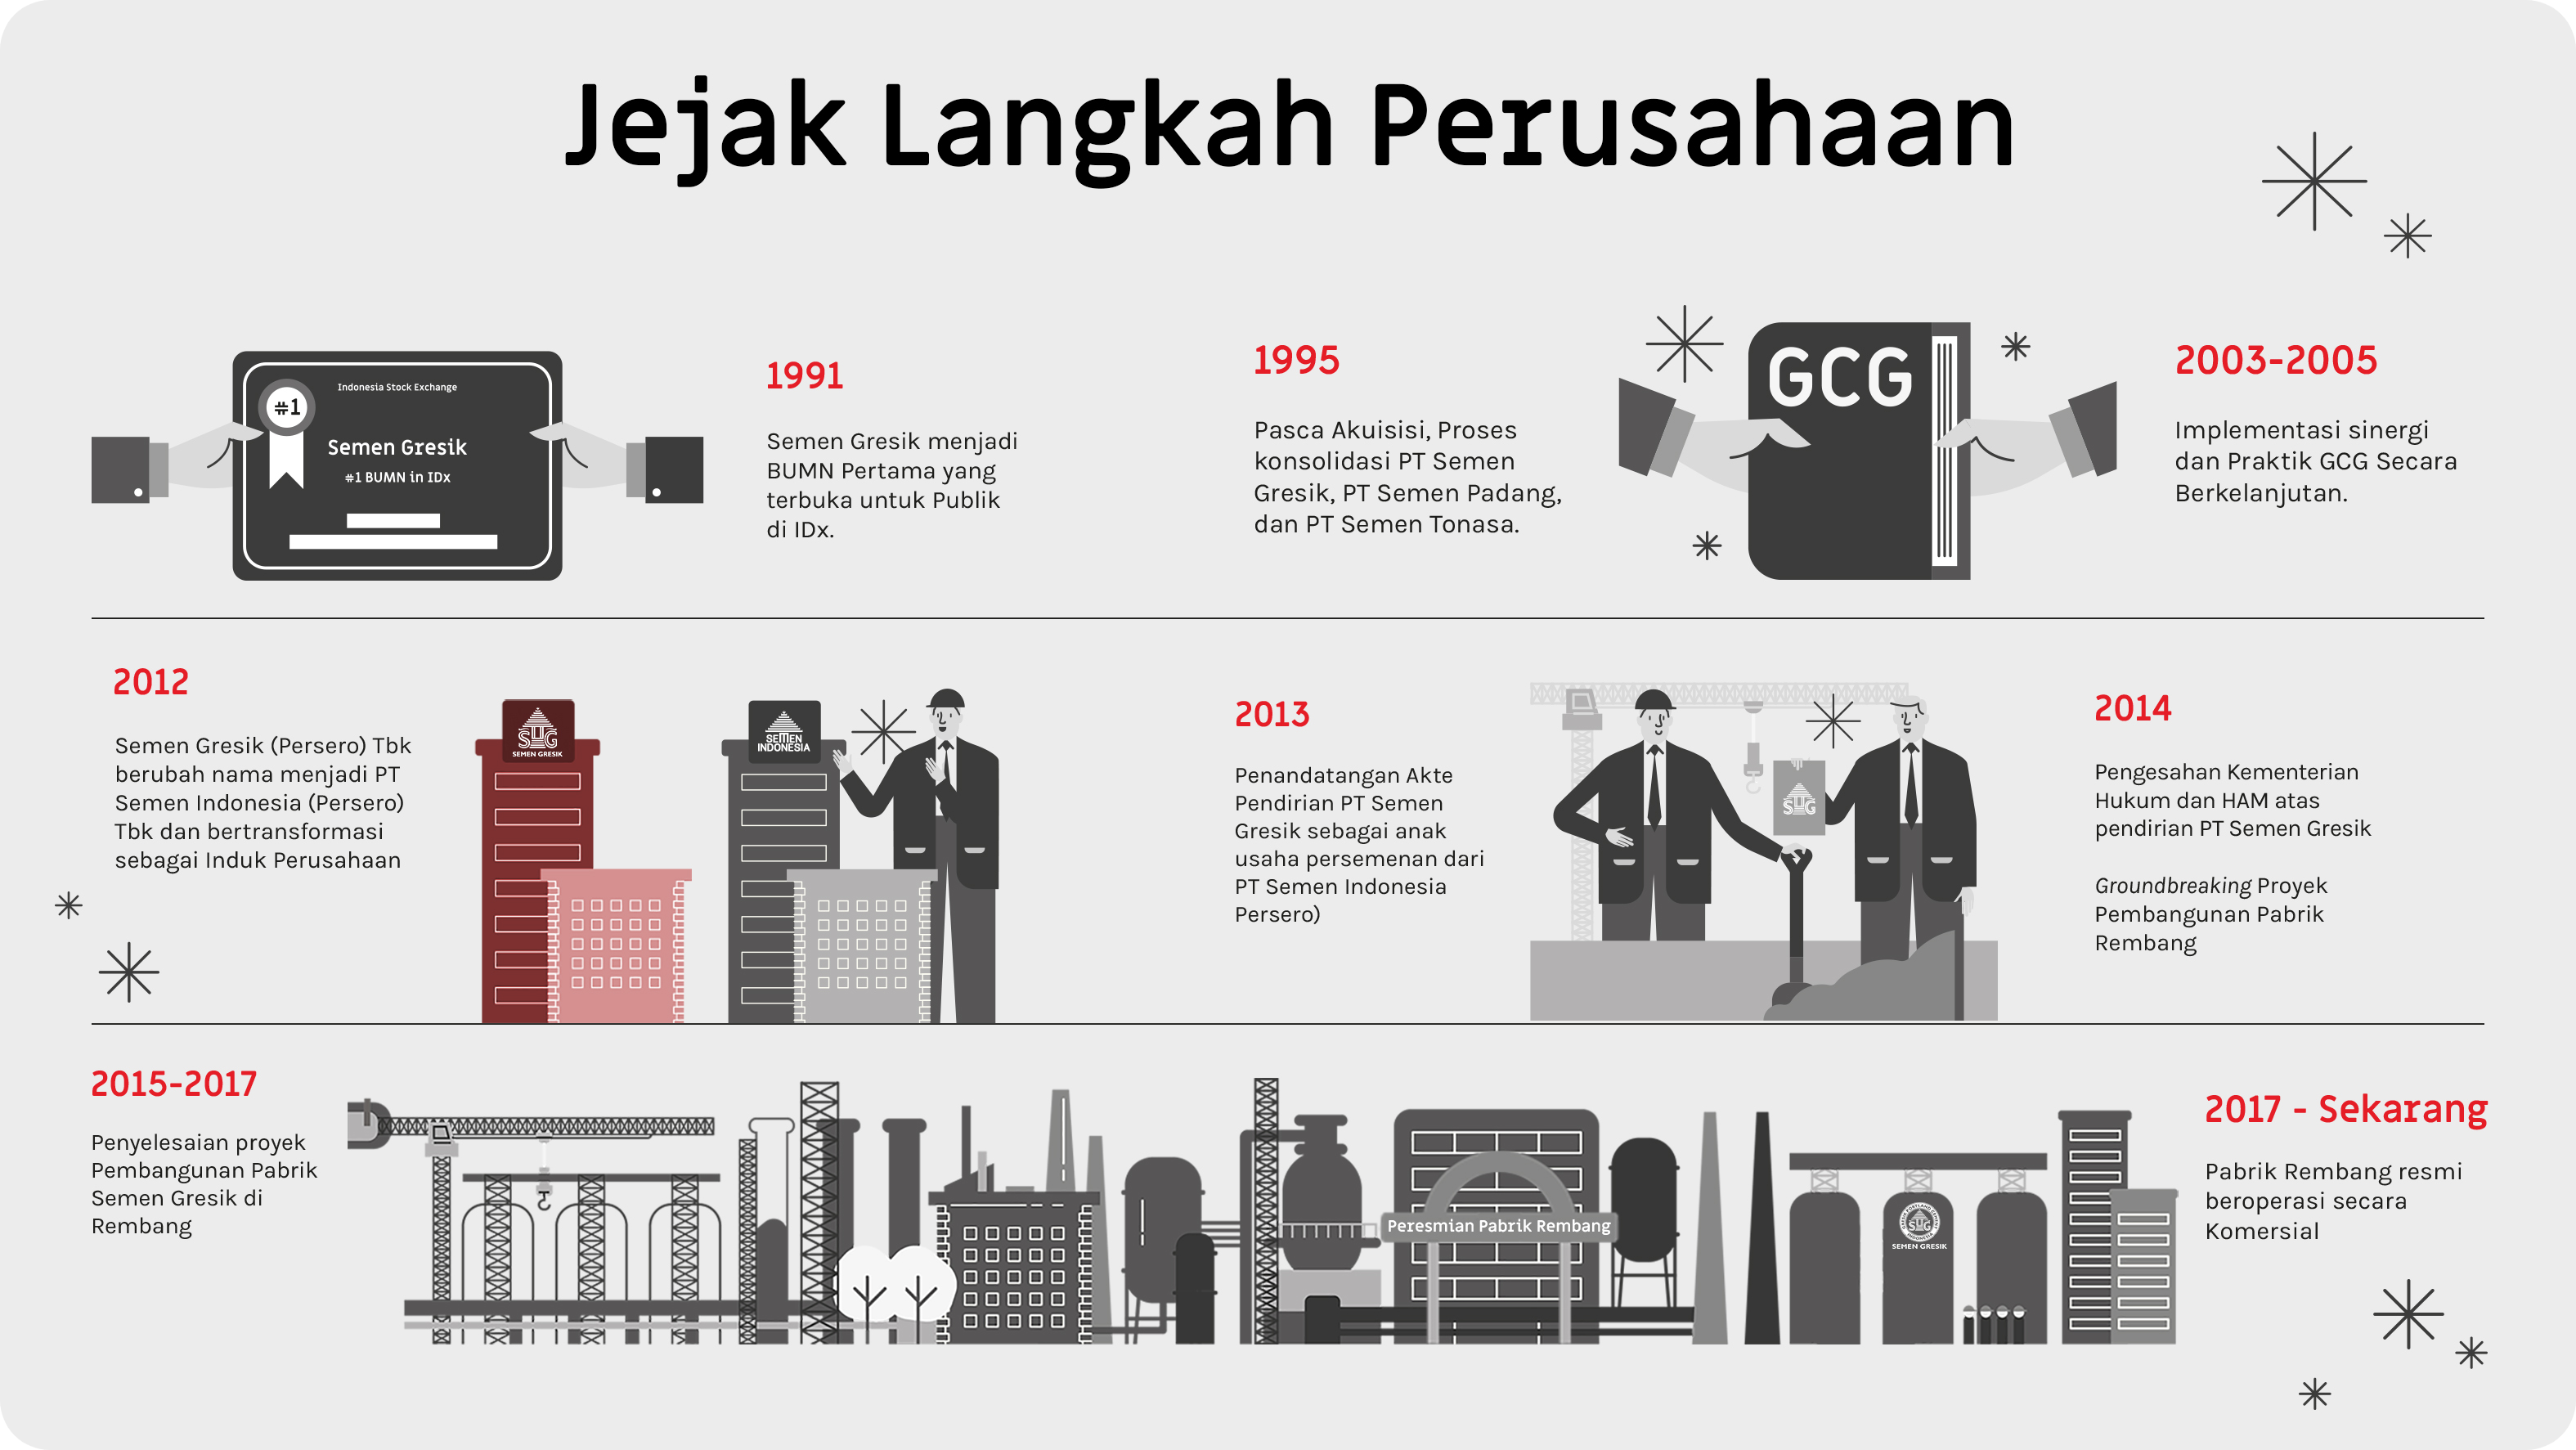 Jejak Langkah Perusahaan
Indonesia Stock Exchange
#1
Semen Gresik
#1 BUMN in IDx
1991
Semen Gresik menjadi
BUMN Pertama yang
terbuka untuk Publik
di IDx.
1995
Pasca Akuisisi, Proses
konsolidasi PT Semen
Gresik, PT Semen Padang,
dan PT Semen Tonasa.
GCG
2003-2005
Implementasi sinergi
dan Praktik GCG Secara
Berkelanjutan.
2012
Semen Gresik (Persero) Tbk
berubah nama menjadi PT
Semen Indonesia (Persero)
Tbk dan bertransformasi
sebagai Induk Perusahaan
SG
SEMEN GRESIK
SEMEN
INDONESIA
2013
Penandatangan Akte
Pendirian PT Semen
Gresik sebagai anak
usaha persemenan dari
PT Semen Indonesia
Persero)
SG
2014
Pengesahan Kementerian
Hukum dan HAM atas
pendirian PT Semen Gresik
Groundbreaking Proyek
Pembangunan Pabrik
Rembang
2015-2017
Penyelesaian proyek
Pembangunan Pabrik
Semen Gresik di
Rembang
Peresmian Pabrik Rembang
SG
SEMEN GRESIK
2017 - Sekarang
Pabrik Rembang resmi
beroperasi secara
Komersial